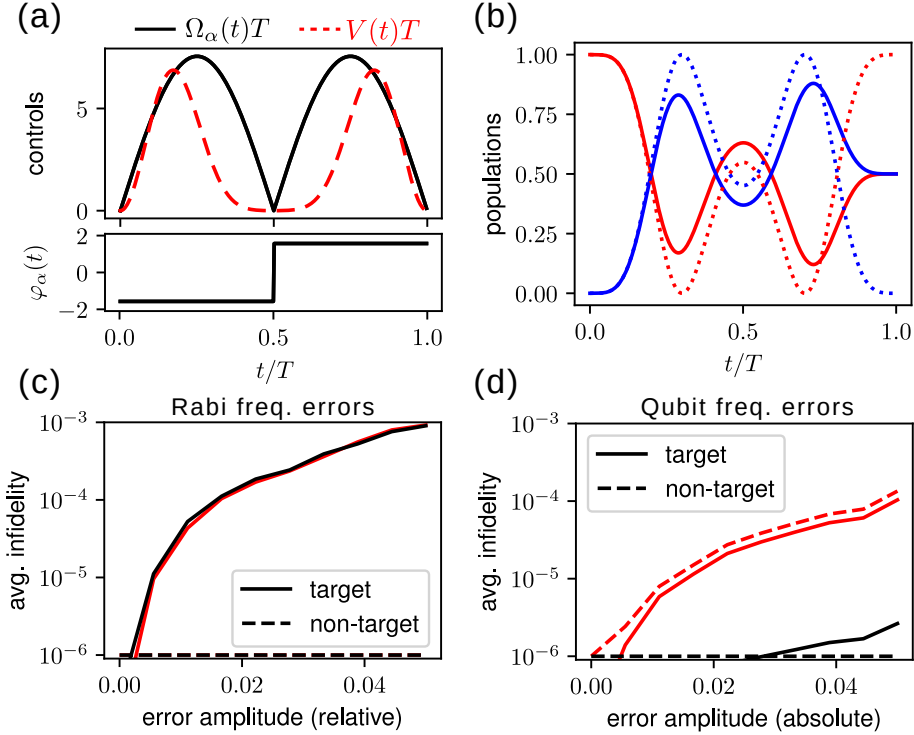 (a)
Ω_α(t)T
V(t)T
controls
5
0
φ_α(t)
2
0
−2
0.0
0.5
1.0
t/T
(b)
populations
1.00
0.75
0.50
0.25
0.00
0.0
0.5
1.0
t/T
(c)
Rabi freq. errors
avg. infidelity
10⁻³
10⁻⁴
10⁻⁵
10⁻⁶
target
non-target
0.00
0.02
0.04
error amplitude (relative)
(d)
Qubit freq. errors
avg. infidelity
10⁻³
10⁻⁴
10⁻⁵
10⁻⁶
target
non-target
0.00
0.02
0.04
error amplitude (absolute)